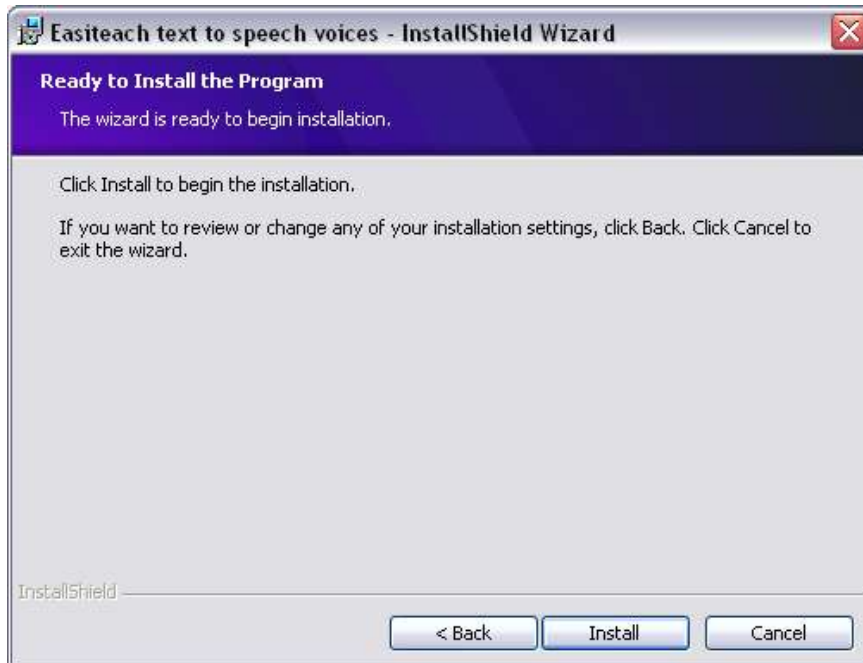 Easiteach text to speech voices - InstallShield Wizard
Ready to Install the Program
The wizard is ready to begin installation.
Click Install to begin the installation.
If you want to review or change any of your installation settings, click Back. Click Cancel to
exit the wizard.
InstallShield
< Back Install Cancel